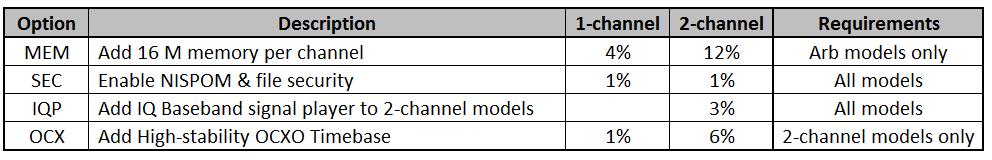 Option Description 1-channel 2-channel Requirements
MEM Add 16 M memory per channel 4% 12% Arb models only
SEC Enable NISPOM & file security 1% 1% All models
IQP Add IQ Baseband signal player to 2-channel models 3% All models
OCX Add High-stability OCXO Timebase 1% 6% 2-channel models only